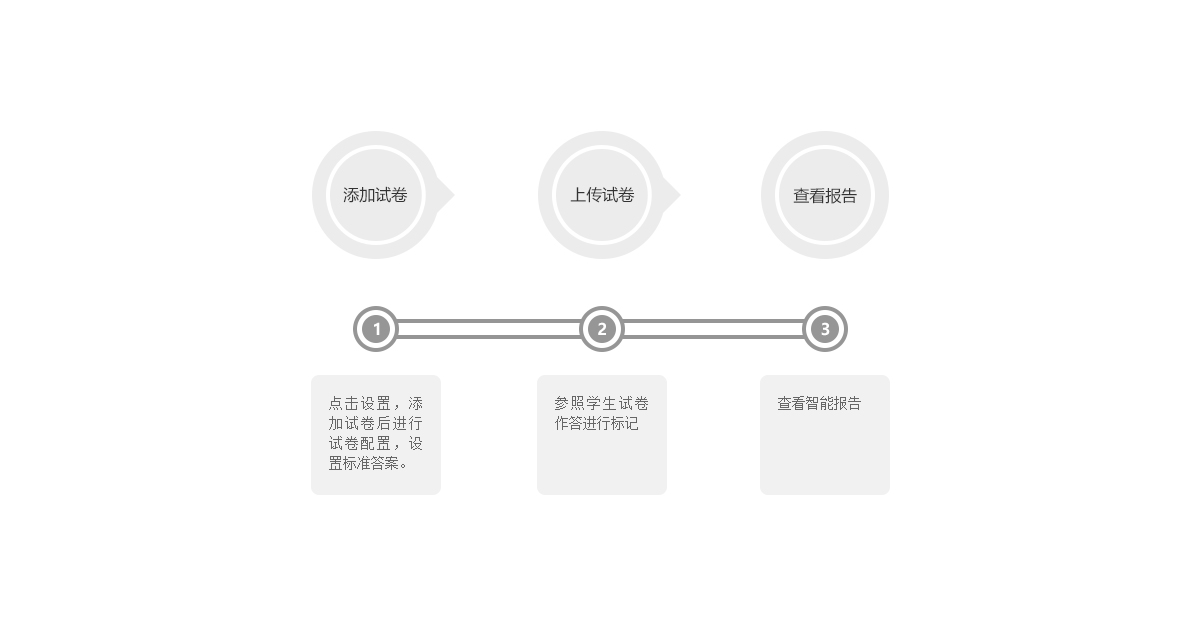 添加试卷
上传试卷
查看报告
1
2
3
点击设置，添
加试卷后进行
试卷配置，设
置标准答案。
参照学生试卷
作答进行标记
查看智能报告